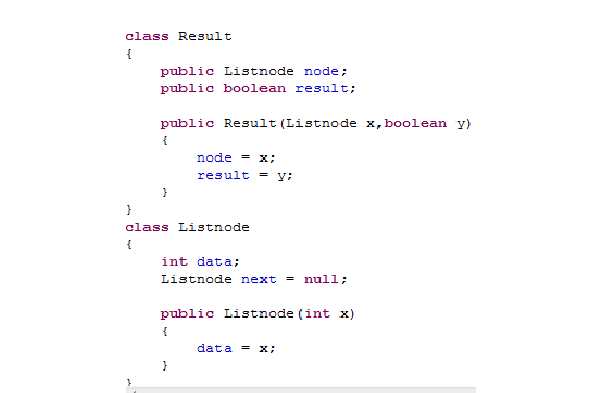 class Result
{
public Listnode node;
public boolean result;
public Result(Listnode x,boolean y)
{
node = x;
result = y;
}
}
class Listnode
{
int data;
Listnode next = null;
public Listnode(int x)
{
data = x;
}
}